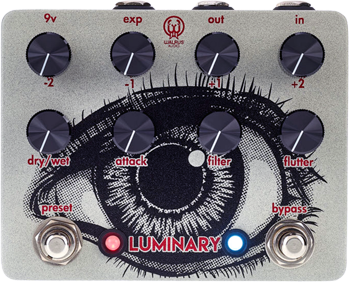 9v exp out in
WALRUS
AUDIO
-2 -1 +1 +2
dry/wet attack filter flutter
preset bypass
LUMINARY